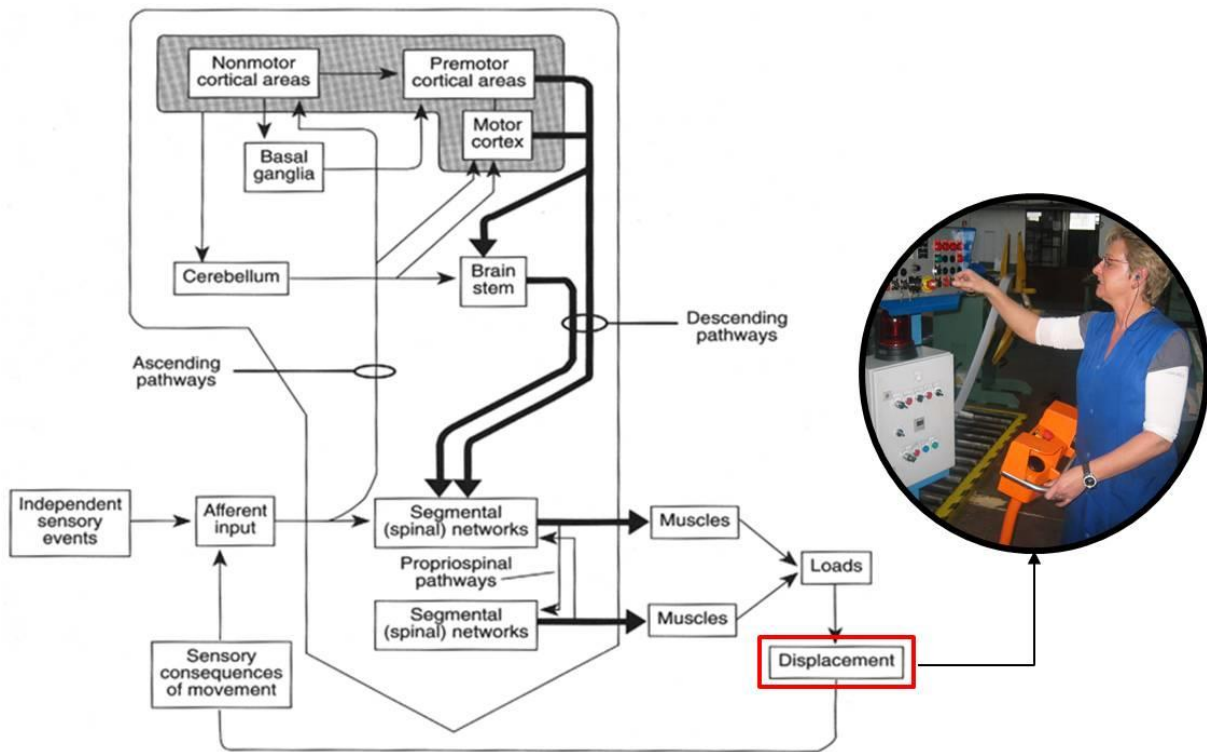 Nonmotor
cortical areas
Premotor
cortical areas
Motor
cortex
Basal
ganglia
Cerebellum
Brain
stem
Descending
pathways
Ascending
pathways
Independent
sensory
events
Afferent
input
Segmental
(spinal) networks
Muscles
Propriospinal
pathways
Loads
Segmental
(spinal) networks
Muscles
Sensory
consequences
of movement
Displacement